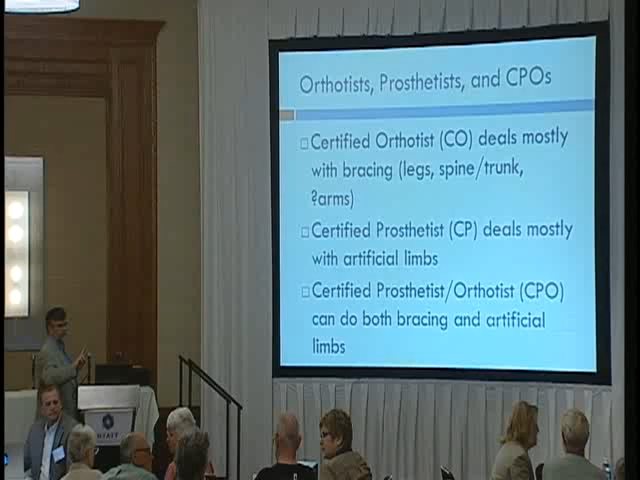 Orthotists, Prosthetists, and CPOs
Certified Orthotist (CO) deals mostly
with bracing (legs, spine/trunk,
?arms)
Certified Prosthetist (CP) deals mostly
with artificial limbs
Certified Prosthetist/Orthotist (CPO)
can do both bracing and artificial
limbs
HYATT